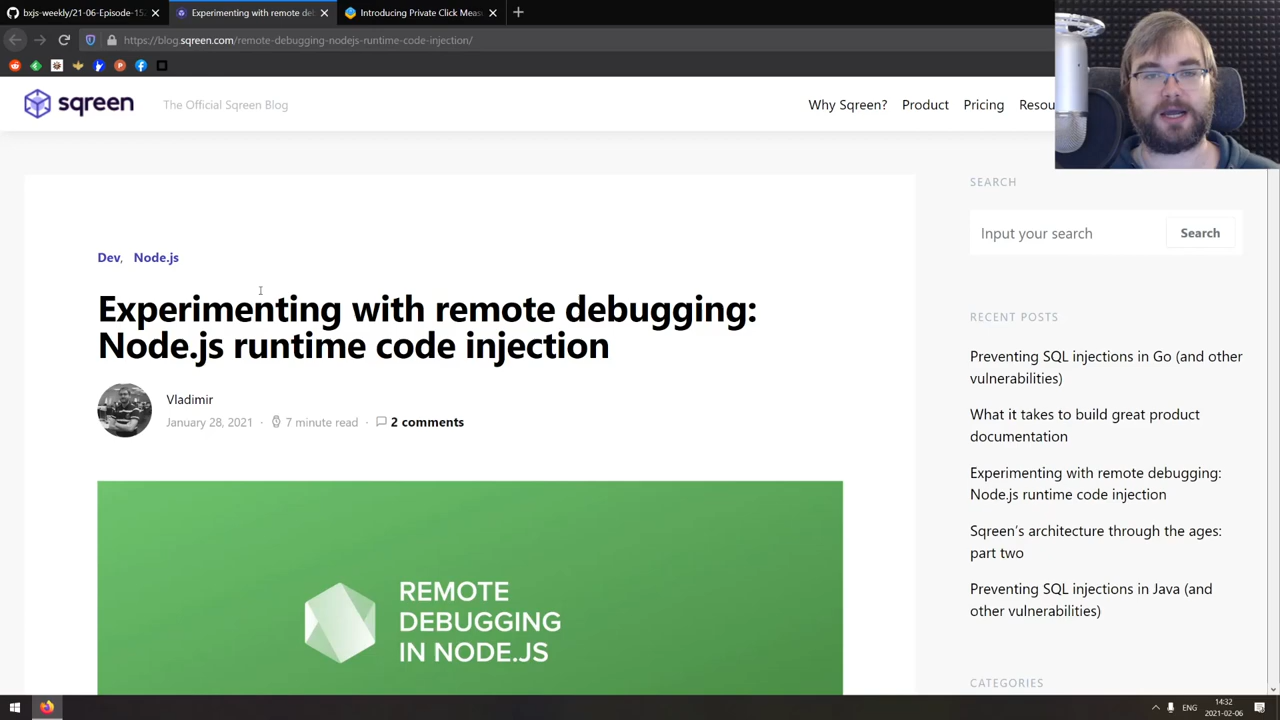 bxjs-weekly/21-06-Episode-15
Experimenting with remote de
Introducing Private Click Meas
https://blog.sqreen.com/remote-debugging-nodejs-runtime-code-injection/
sqreen
The Official Sqreen Blog
Why Sqreen?
Product
Pricing
Resou
SEARCH
Input your search
Search
Dev, Node.js
Experimenting with remote debugging:
Node.js runtime code injection
Vladimir
January 28, 2021 · 7 minute read · 2 comments
REMOTE
DEBUGGING
IN NODE.JS
RECENT POSTS
Preventing SQL injections in Go (and other
vulnerabilities)
What it takes to build great product
documentation
Experimenting with remote debugging:
Node.js runtime code injection
Sqreen’s architecture through the ages:
part two
Preventing SQL injections in Java (and
other vulnerabilities)
CATEGORIES
ENG
14:32
2021-02-06